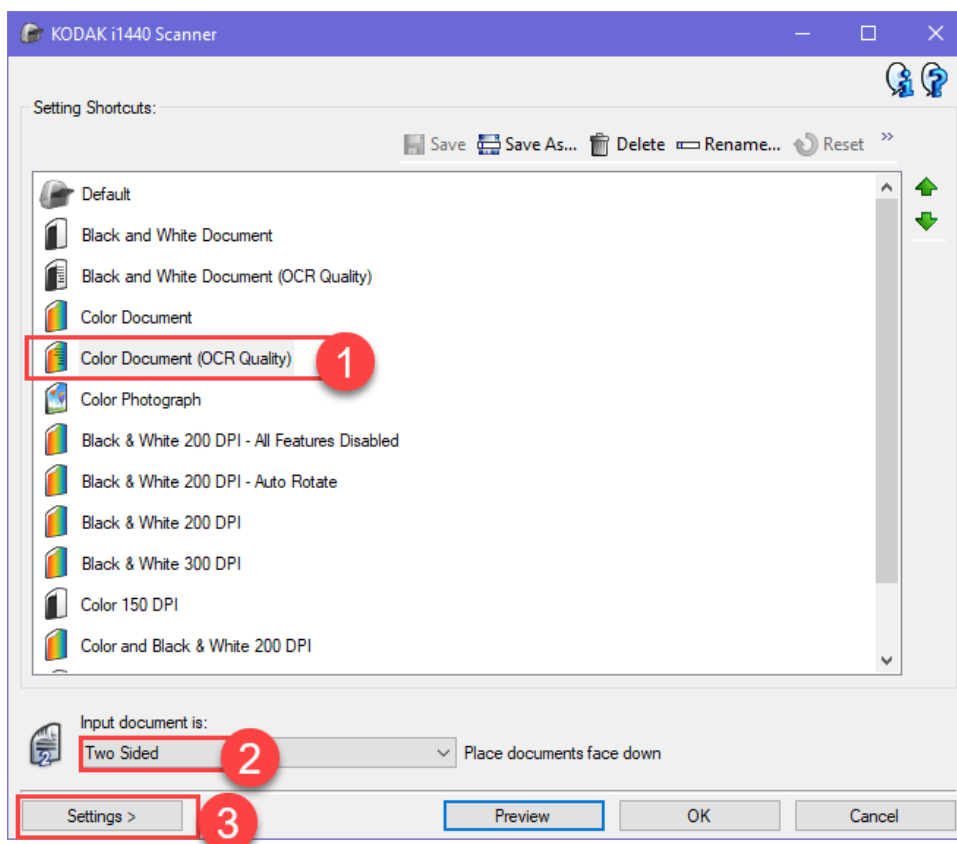 KODAK i1440 Scanner
Setting Shortcuts:
Save Save As... Delete Rename... Reset »
Default
Black and White Document
Black and White Document (OCR Quality)
Color Document
Color Document (OCR Quality) 1
Color Photograph
Black & White 200 DPI - All Features Disabled
Black & White 200 DPI - Auto Rotate
Black & White 200 DPI
Black & White 300 DPI
Color 150 DPI
Color and Black & White 200 DPI
Input document is:
2 Two Sided 2 Place documents face down
Settings > 3 Preview OK Cancel